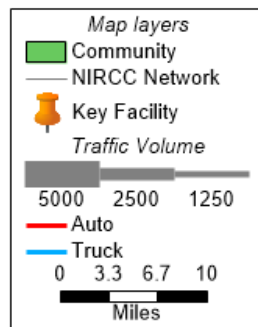 Map layers
Community
NIRCC Network
Key Facility
Traffic Volume
5000 2500 1250
Auto
Truck
0 3.3 6.7 10
Miles